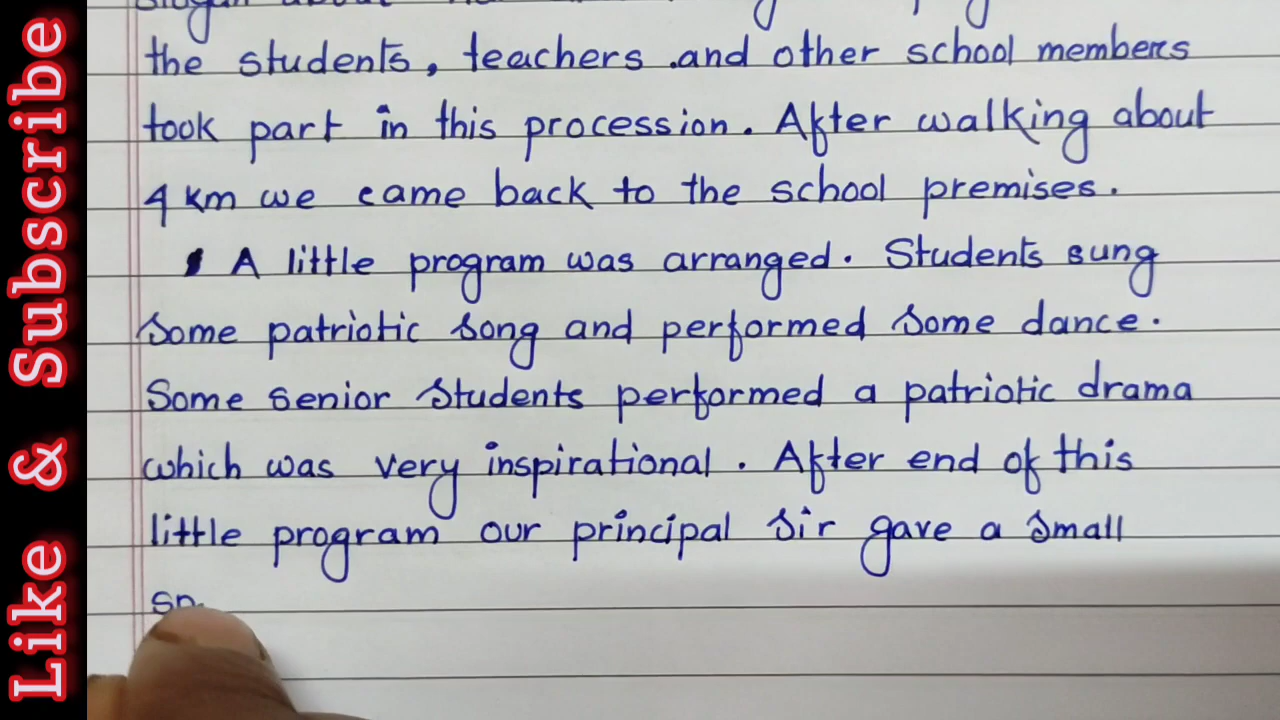 Like & Subscribe
the students, teachers .and other school members
took part in this procession. After walking about
4 km we came back to the school premises.
A little program was arranged. Students sung
Some patriotic song and performed some dance.
Some senior students performed a patriotic drama
which was very inspirational. After end of this
little program our principal sir gave a small